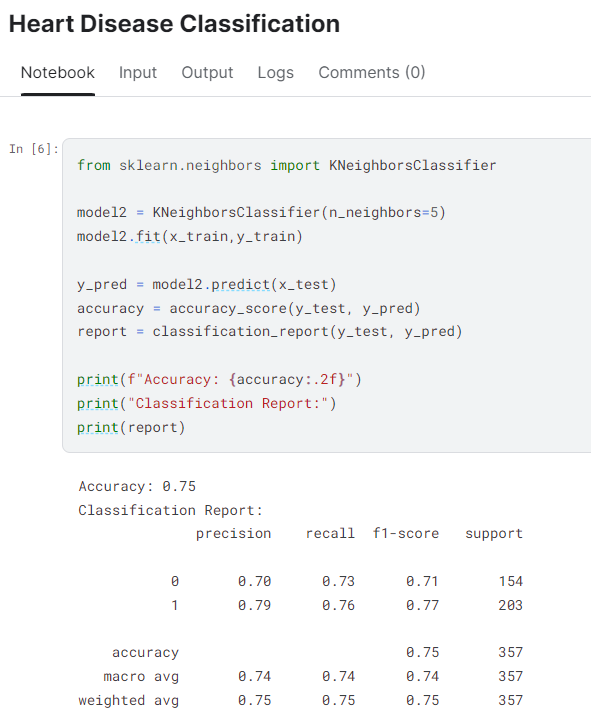 Heart Disease Classification
Notebook Input Output Logs Comments (0)
In [6]:
from sklearn.neighbors import KNeighborsClassifier
model2 = KNeighborsClassifier(n_neighbors=5)
model2.fit(x_train,y_train)
y_pred = model2.predict(x_test)
accuracy = accuracy_score(y_test, y_pred)
report = classification_report(y_test, y_pred)
print(f"Accuracy: {accuracy:.2f}")
print("Classification Report:")
print(report)
Accuracy: 0.75
Classification Report:
precision recall f1-score support
0 0.70 0.73 0.71 154
1 0.79 0.76 0.77 203
accuracy 0.75 357
macro avg 0.74 0.74 0.74 357
weighted avg 0.75 0.75 0.75 357